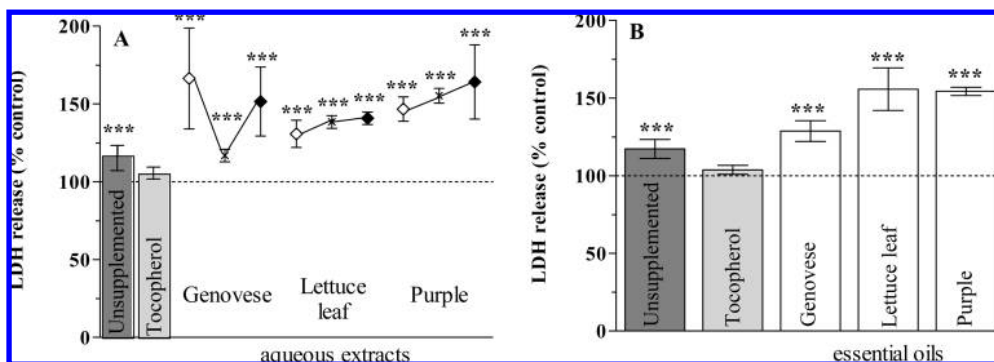 200
A
***
***
***
***
***
***
***
***
***
***
150
100
50
0
LDH release (% control)
Unsupplemented
Tocopherol
Genovese
Lettuce
leaf
Purple
aqueous extracts
200
B
***
***
***
***
150
100
50
0
LDH release (% control)
Unsupplemented
Tocopherol
Genovese
Lettuce leaf
Purple
essential oils